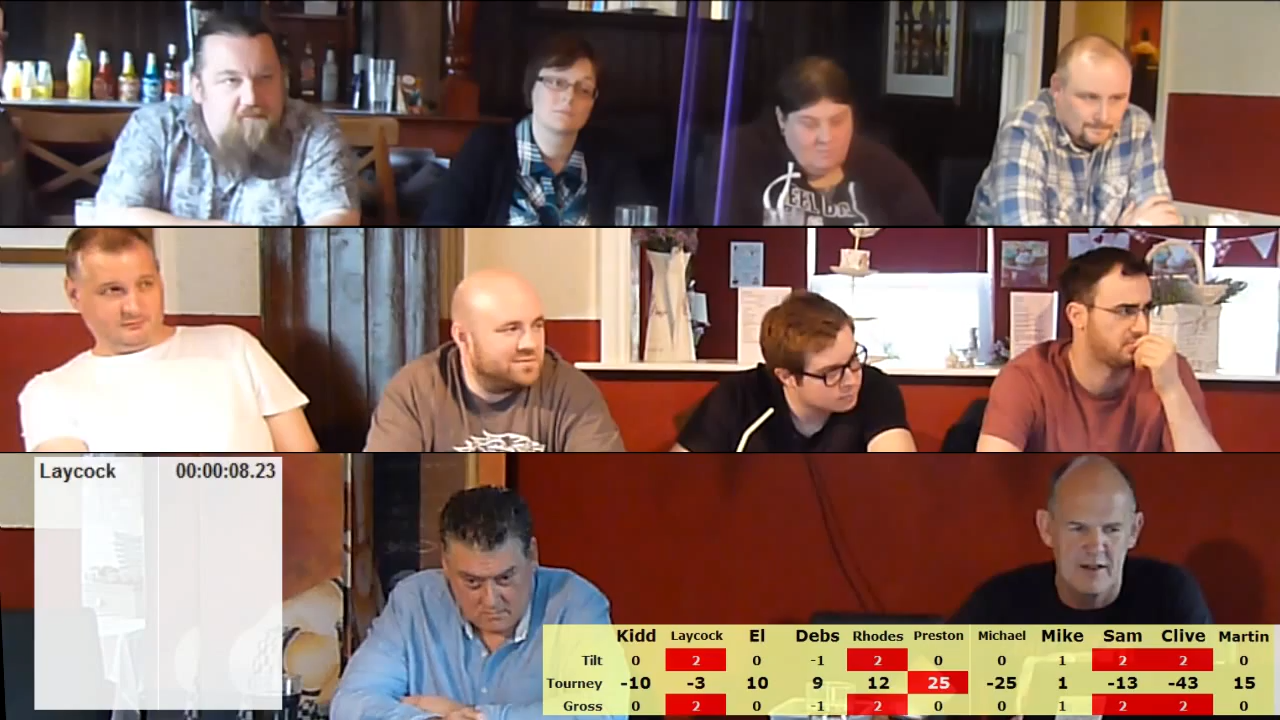 Laycock 00:00:08.23
Kidd Laycock El Debs Rhodes Preston Michael Mike Sam Clive Martin
Tilt 0 2 0 -1 2 0 0 1 2 2 0
Tourney -10 -3 10 9 12 25 -25 1 -13 -43 15
Gross 0 2 0 -1 2 0 0 1 2 2 0